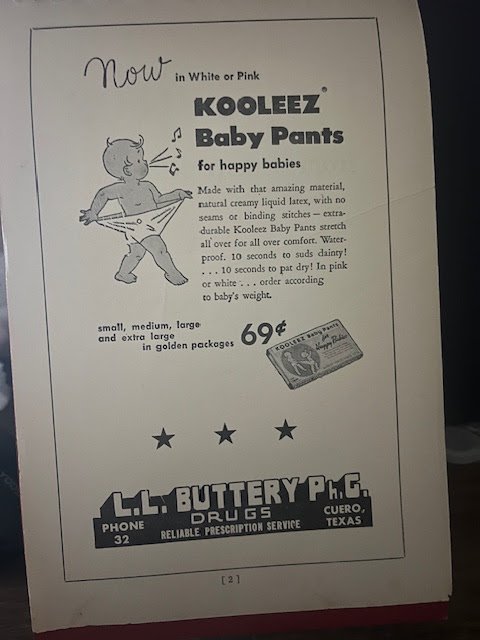 Now in White or Pink
KOOLEEZ®
Baby Pants
for happy babies
Made with that amazing material,
natural creamy liquid latex, with no
seams or binding stitches — extra-
durable Kooleez Baby Pants stretch
all over for all over comfort. Water-
proof. 10 seconds to suds dainty!
. . . 10 seconds to pat dry! In pink
or white . . . order according
to baby's weight.
small, medium, large
and extra large
in golden packages 69¢
KOOLEEZ Baby Pants
for
Happy Babies
L.L. BUTTERY Ph.G.
DRUGS
PHONE
32
RELIABLE PRESCRIPTION SERVICE
CUERO,
TEXAS
[ 2 ]